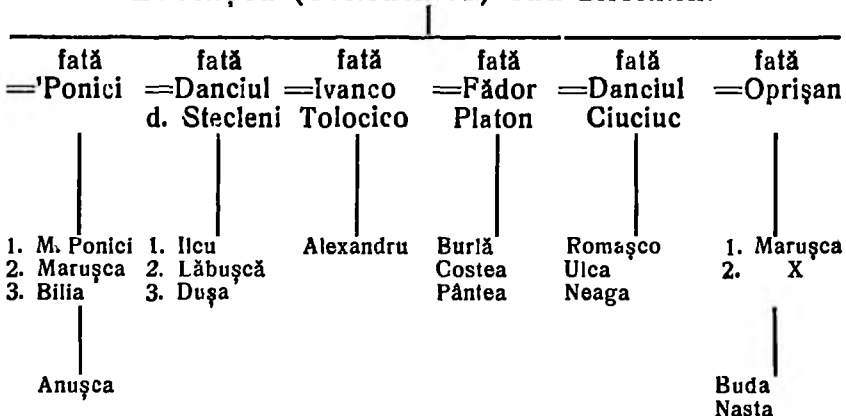 fată fată fată fată fată fată
='Ponici =Danciul =Ivanco =Fădor =Danciul =Oprişan
d. Stecleni Tolocico Platon Ciuciuc
1. M. Ponici 1. Ilcu Alexandru Burlă Romaşco 1. Maruşca
2. Maruşca 2. Lăbuşcă Costea Ulca 2. X
3. Bilia 3. Duşa Pântea Neaga
Anuşca Buda
Nasta